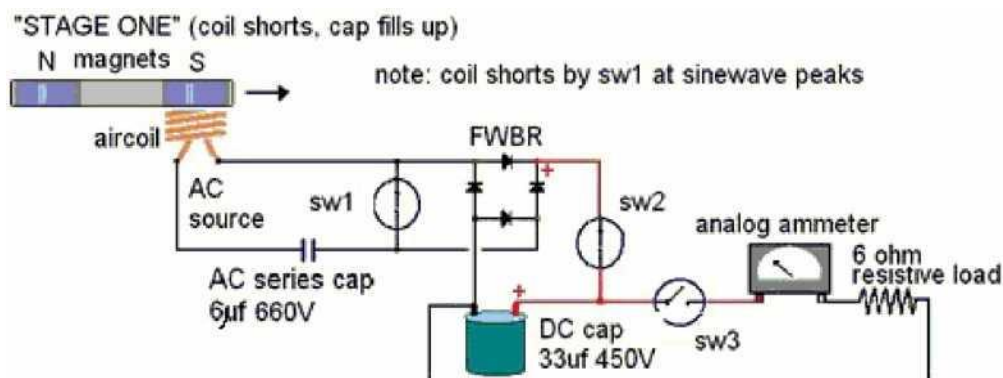 "STAGE ONE" (coil shorts, cap fills up)
N magnets S
note: coil shorts by sw1 at sinewave peaks
aircoil
FWBR
+
AC
source
sw1
sw2
analog ammeter
6 ohm
resistive load
AC series cap
6µf 660V
+
DC cap
33uf 450V
sw3